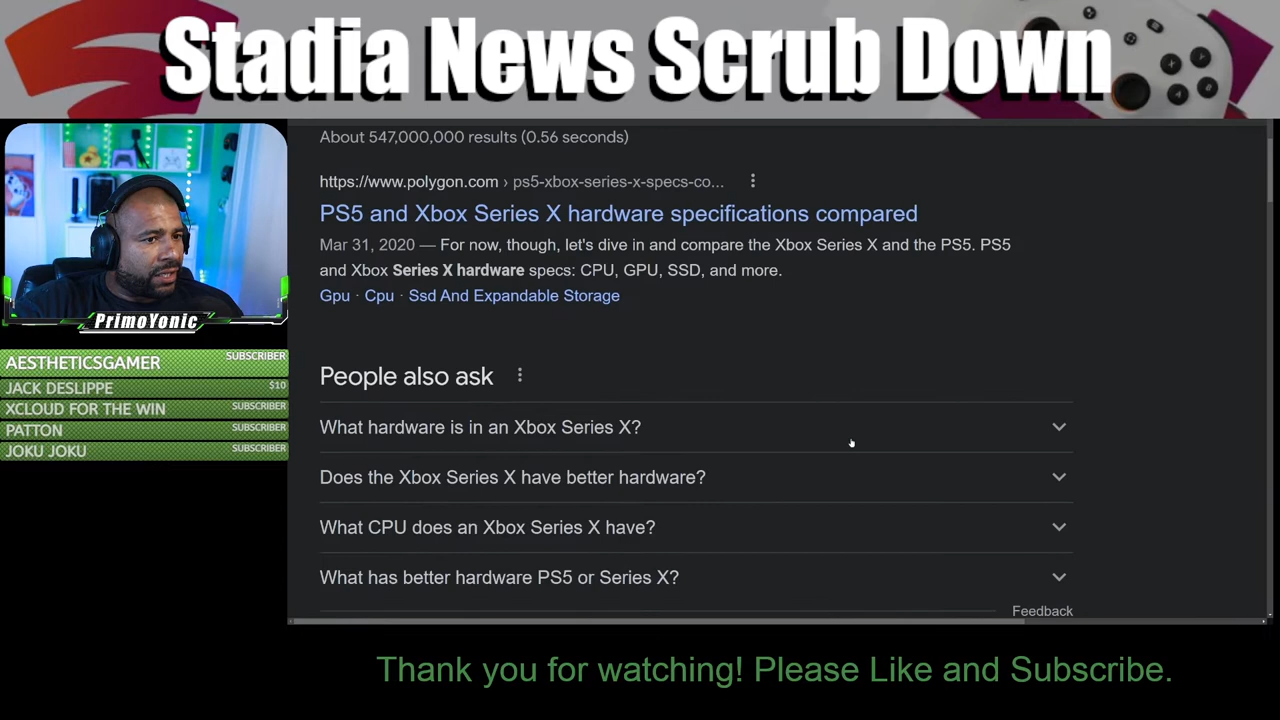 Stadia News Scrub Down
About 547,000,000 results (0.56 seconds)
https://www.polygon.com › ps5-xbox-series-x-specs-co...
PS5 and Xbox Series X hardware specifications compared
Mar 31, 2020 — For now, though, let's dive in and compare the Xbox Series X and the PS5. PS5
and Xbox Series X hardware specs: CPU, GPU, SSD, and more.
Gpu · Cpu · Ssd And Expandable Storage
PrimoYonic
AESTHETICSGAMER SUBSCRIBER
JACK DESLIPPE $10
XCLOUD FOR THE WIN SUBSCRIBER
PATTON SUBSCRIBER
JOKU JOKU SUBSCRIBER
People also ask
What hardware is in an Xbox Series X?
Does the Xbox Series X have better hardware?
What CPU does an Xbox Series X have?
What has better hardware PS5 or Series X?
Feedback
Thank you for watching! Please Like and Subscribe.